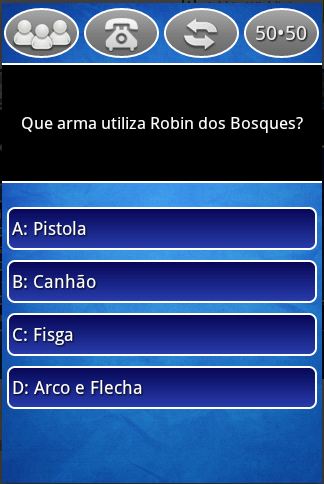 50•50
Que arma utiliza Robin dos Bosques?
A: Pistola
B: Canhão
C: Fisga
D: Arco e Flecha